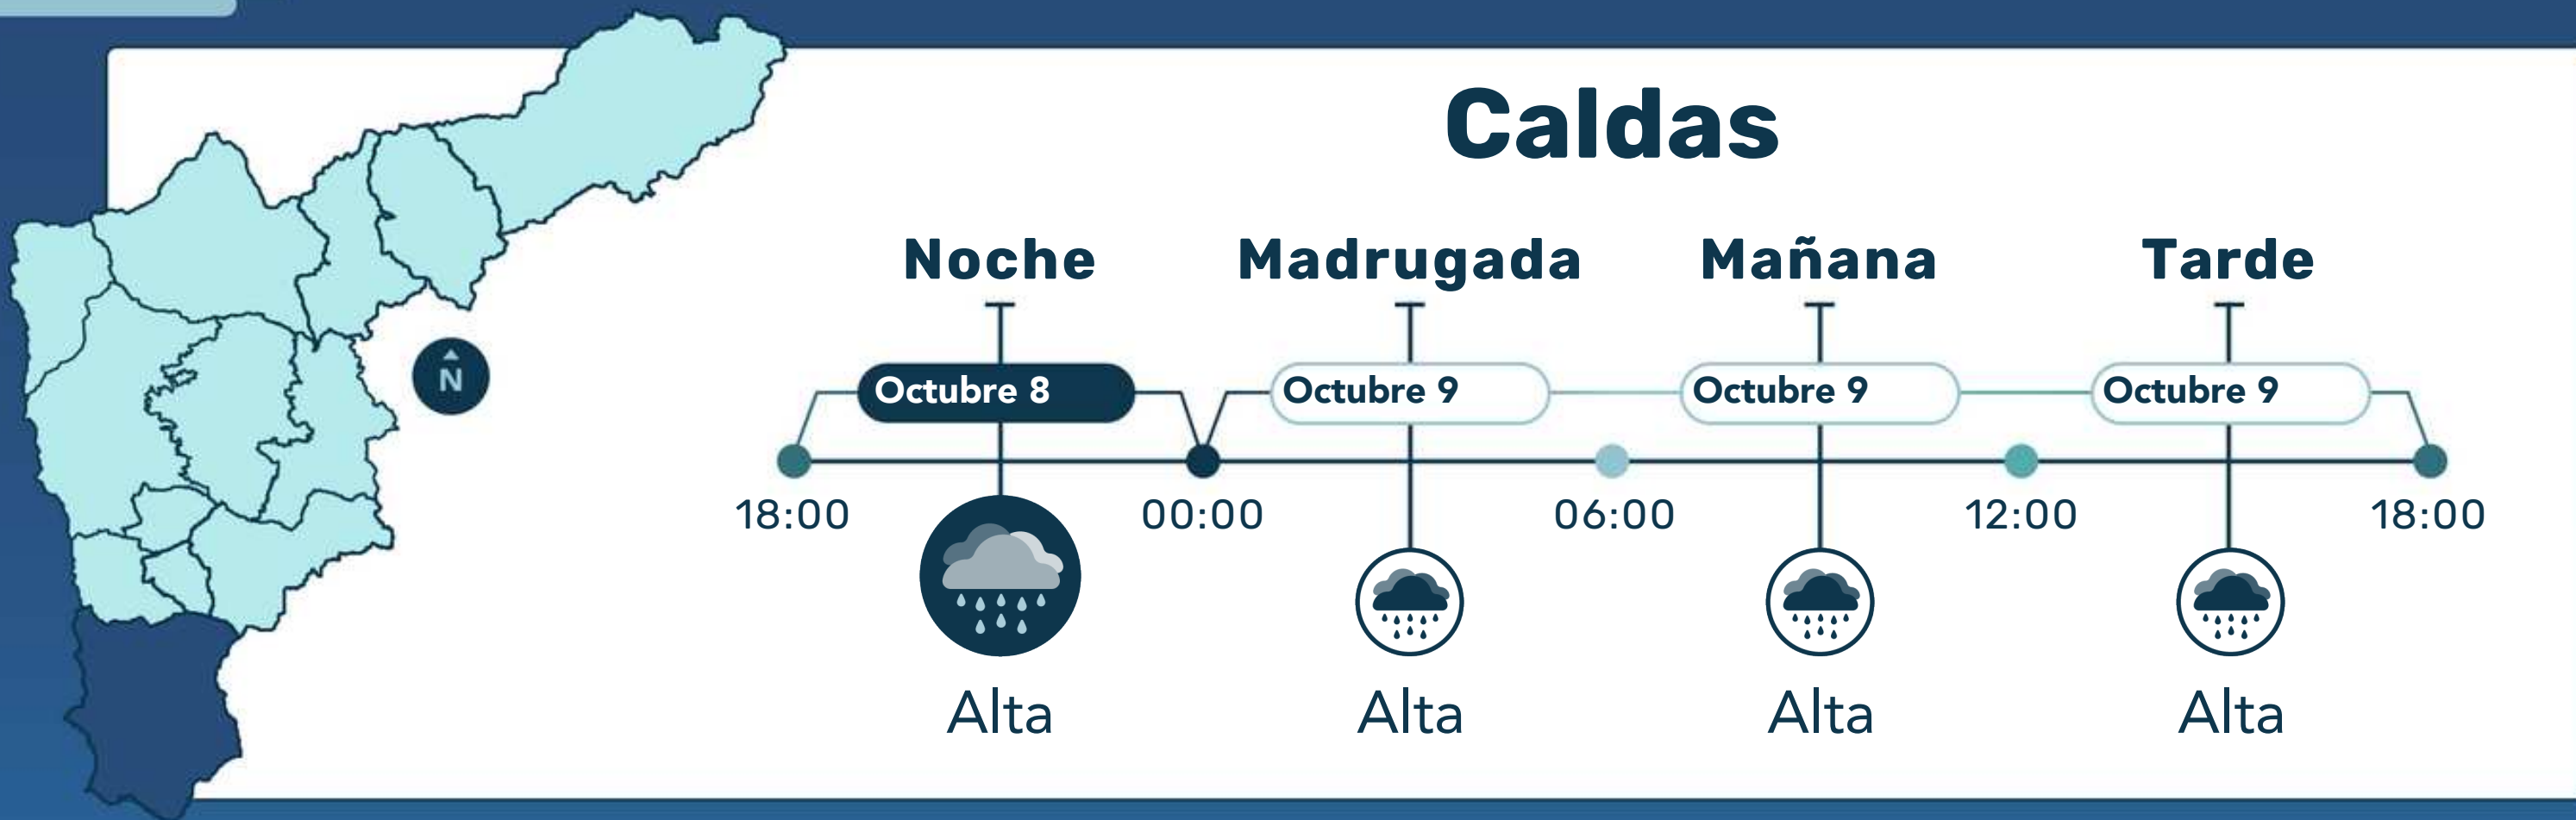 Caldas
Noche
Madrugada
Mañana
Tarde
Octubre 8
Octubre 9
Octubre 9
Octubre 9
N
18:00
00:00
06:00
12:00
18:00
Alta
Alta
Alta
Alta